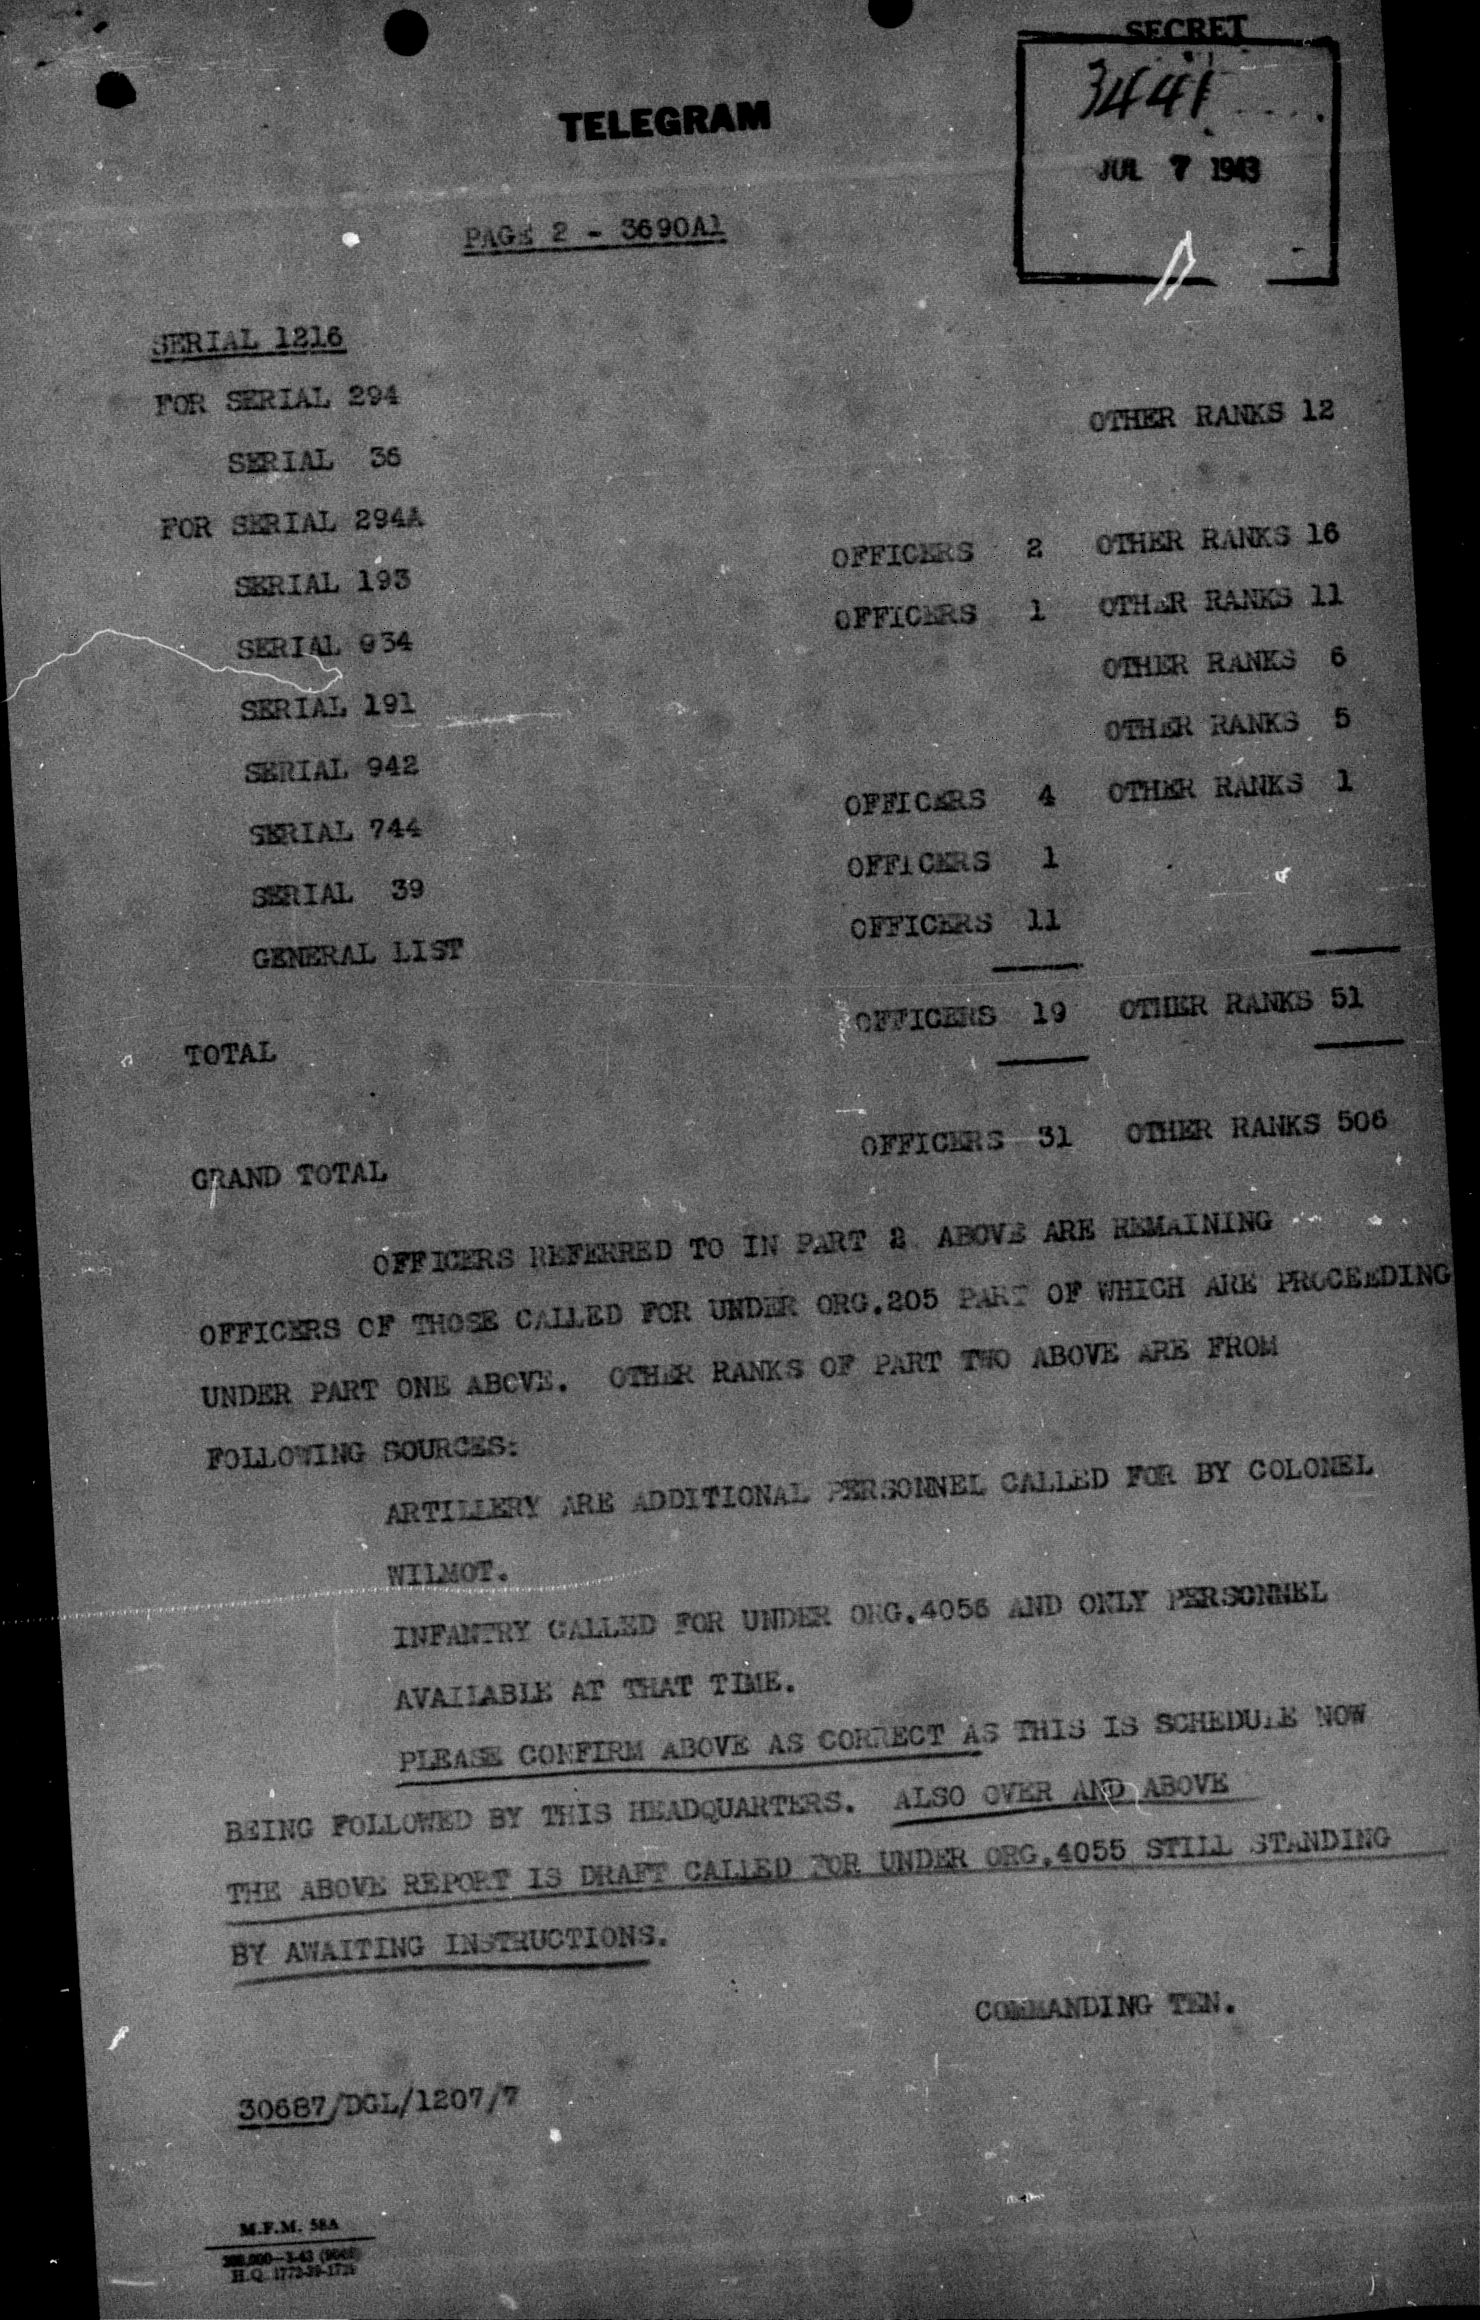 SECRET
3441
JUL 7 1943
TELEGRAM
PAGE 2 - 3690A1
SERIAL 1216
FOR SERIAL 294
SERIAL 36 OTHER RANKS 12
FOR SERIAL 294A
SERIAL 193 OFFICERS 2 OTHER RANKS 16
SERIAL 934 OFFICERS 1 OTHER RANKS 11
SERIAL 191 OTHER RANKS 6
SERIAL 942 OTHER RANKS 5
SERIAL 744 OFFICERS 4 OTHER RANKS 1
SERIAL 39 OFFICERS 1
GENERAL LIST OFFICERS 11
TOTAL OFFICERS 19 OTHER RANKS 51
GRAND TOTAL OFFICERS 31 OTHER RANKS 506
OFFICERS REFERRED TO IN PART 2 ABOVE ARE REMAINING
OFFICERS OF THOSE CALLED FOR UNDER ORG.205 PART OF WHICH ARE PROCEEDING
UNDER PART ONE ABOVE. OTHER RANKS OF PART TWO ABOVE ARE FROM
FOLLOWING SOURCES:
ARTILLERY ARE ADDITIONAL PERSONNEL CALLED FOR BY COLONEL
WILMOT.
INFANTRY CALLED FOR UNDER ORG.4056 AND ONLY PERSONNEL
AVAILABLE AT THAT TIME.
PLEASE CONFIRM ABOVE AS CORRECT AS THIS IS SCHEDULE NOW
BEING FOLLOWED BY THIS HEADQUARTERS. ALSO OVER AND ABOVE
THE ABOVE REPORT IS DRAFT CALLED FOR UNDER ORG.4055 STILL STANDING
BY AWAITING INSTRUCTIONS.
COMMANDING TEN.
30687/DGL/1207/7
M.F.M. 58A
H.Q. 1772-39-1725